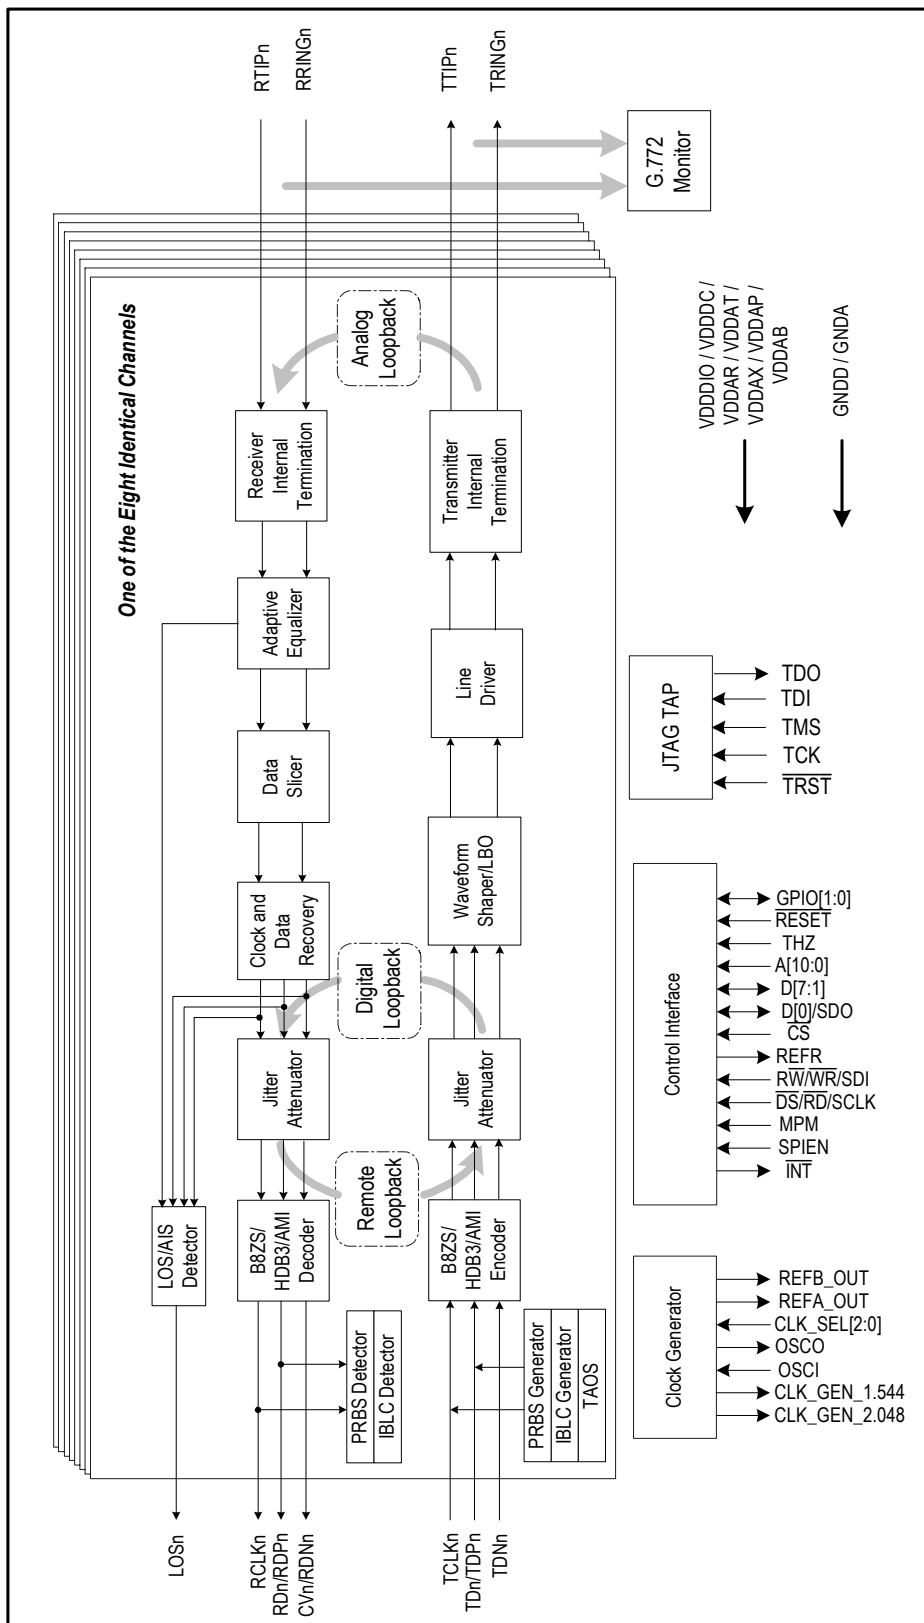 One of the Eight Identical Channels
LOSn
LOS/AIS
Detector
RCLKn
RDn/RDPn
CVn/RDNn
PRBS Detector
IBLC Detector
B8ZS/
HDB3/AMI
Decoder
Jitter
Attenuator
Clock and
Data
Recovery
Data
Slicer
Adaptive
Equalizer
Receiver
Internal
Termination
RTIPn
RRINGn
Remote
Loopback
Digital
Loopback
Analog
Loopback
TCLKn
TDn/TDPn
TDNn
PRBS Generator
IBLC Generator
TAOS
B8ZS/
HDB3/AMI
Encoder
Jitter
Attenuator
Waveform
Shaper/LBO
Line
Driver
Transmitter
Internal
Termination
TTIPn
TRINGn
G.772
Monitor
Clock Generator
REFB_OUT
REFA_OUT
CLK_SEL[2:0]
OSCO
OSCI
CLK_GEN_1.544
CLK_GEN_2.048
Control Interface
GPIO[1:0]
RESET
THZ
A[10:0]
D[7:1]
D[0]/SDO
CS
REFR
RW/WR/SDI
DS/RD/SCLK
MPM
SPIEN
INT
JTAG TAP
TDO
TDI
TMS
TCK
TRST
VDDDIO / VDDDC /
VDDAR / VDDAT /
VDDAX / VDDAP /
VDDAB
GNDD / GNDA